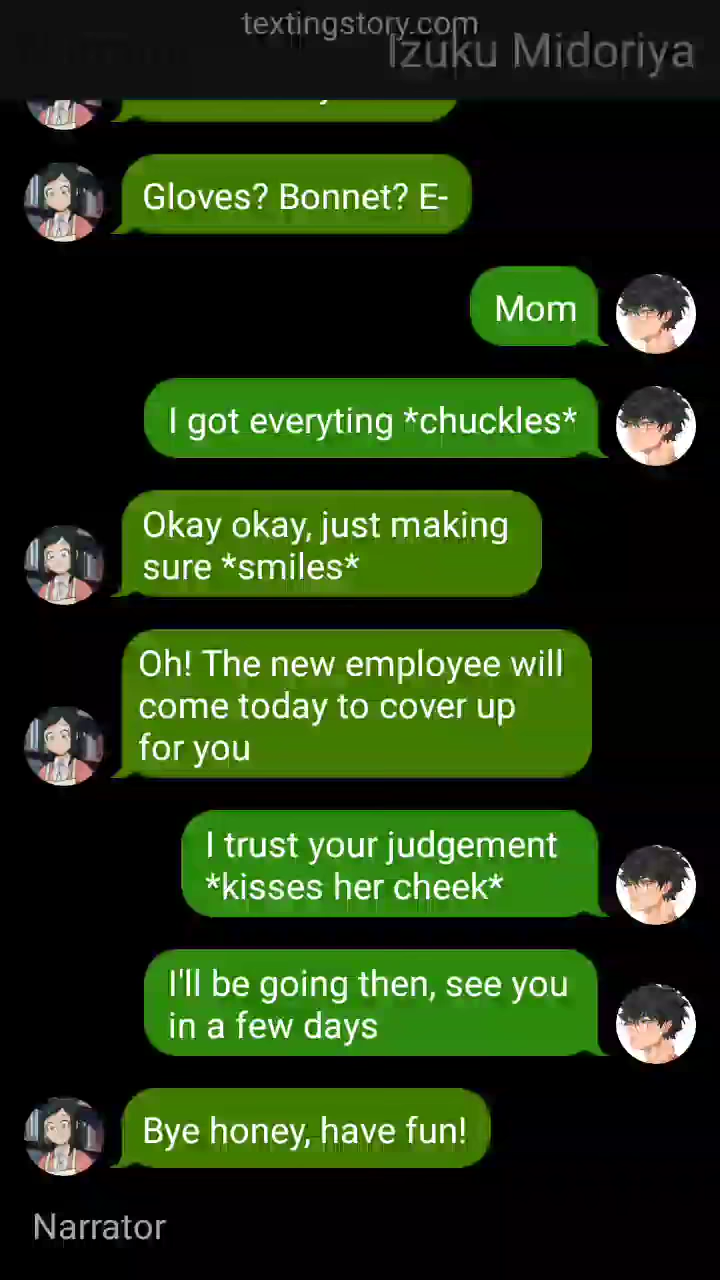 textingstory.com
Izuku Midoriya
Gloves? Bonnet? E-
Mom
I got everyting *chuckles*
Okay okay, just making
sure *smiles*
Oh! The new employee will
come today to cover up
for you
I trust your judgement
*kisses her cheek*
I'll be going then, see you
in a few days
Bye honey, have fun!
Narrator